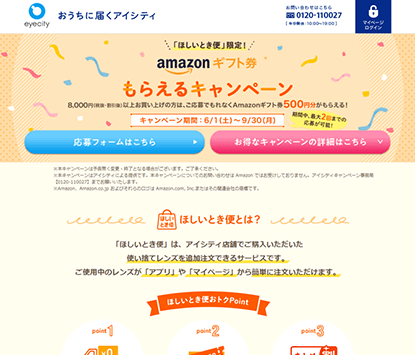 eyecity
おうちに届くアイシティ
お問い合わせはこちら
0120-110027
[年中無休:10:00〜19:00]
マイページ
ログイン
「ほしいとき便」限定!
amazon ギフト券
もらえるキャンペーン
8,000円(税抜・割引後)以上お買い上げの方は、ご応募でもれなくAmazonギフト券500円分がもらえる!
キャンペーン期間:6/1(土)〜9/30(月)
期間中、最大2回までの
応募が可能!
応募フォームはこちら
お得なキャンペーンの詳細はこちら
※本キャンペーンは予告無く変更・終了となる場合がございます。ご了承ください。
※本キャンペーンはアイシティによる提供です。本キャンペーンについてのお問い合わせは Amazon ではお受けしておりません。アイシティキャンペーン事務局
【0120-110027】までお願いいたします。
※Amazon、Amazon.co.jp およびそれらのロゴは Amazon.com, Inc.またはその関連会社の商標です。
ほしい
とき便
ほしいとき便とは?
「ほしいとき便」は、アイシティ店舗でご購入いただいた
使い捨てレンズを追加注文できるサービスです。
ご使用中のレンズが「アプリ」や「マイページ」から簡単に注文いただけます。
ほしいとき便おトクPoint
point
1
point
2
point
3